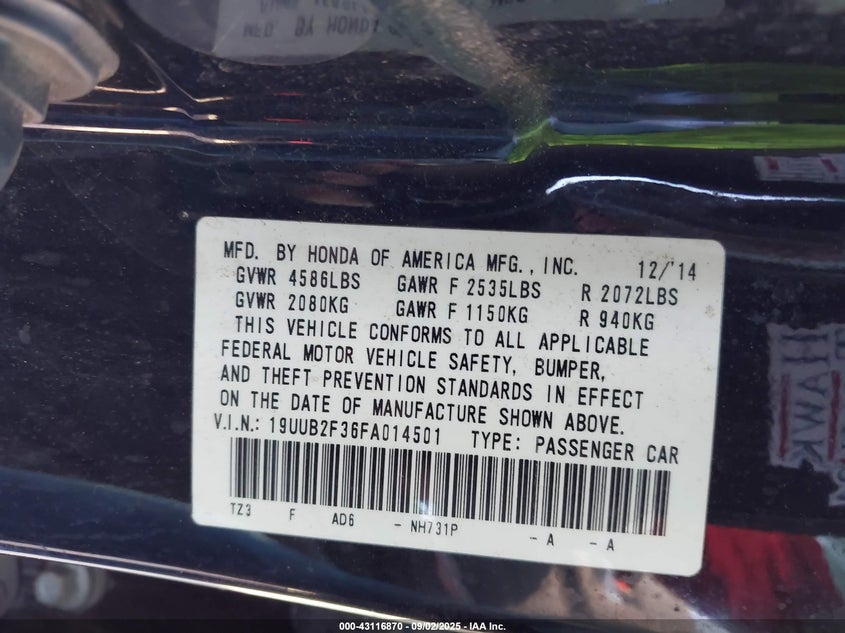 MFD. BY HONDA OF AMERICA MFG., INC. 12/'14
GVWR 4586LBS GAWR F 2535LBS R 2072LBS
GVWR 2080KG GAWR F 1150KG R 940KG
THIS VEHICLE CONFORMS TO ALL APPLICABLE
FEDERAL MOTOR VEHICLE SAFETY, BUMPER,
AND THEFT PREVENTION STANDARDS IN EFFECT
ON THE DATE OF MANUFACTURE SHOWN ABOVE.
V.I.N.: 19UUB2F36FA014501 TYPE: PASSENGER CAR
TZ3 F AD6 - NH731P - A - A
HAWK
000-43116870 - 09/02/2025 - IAA Inc.